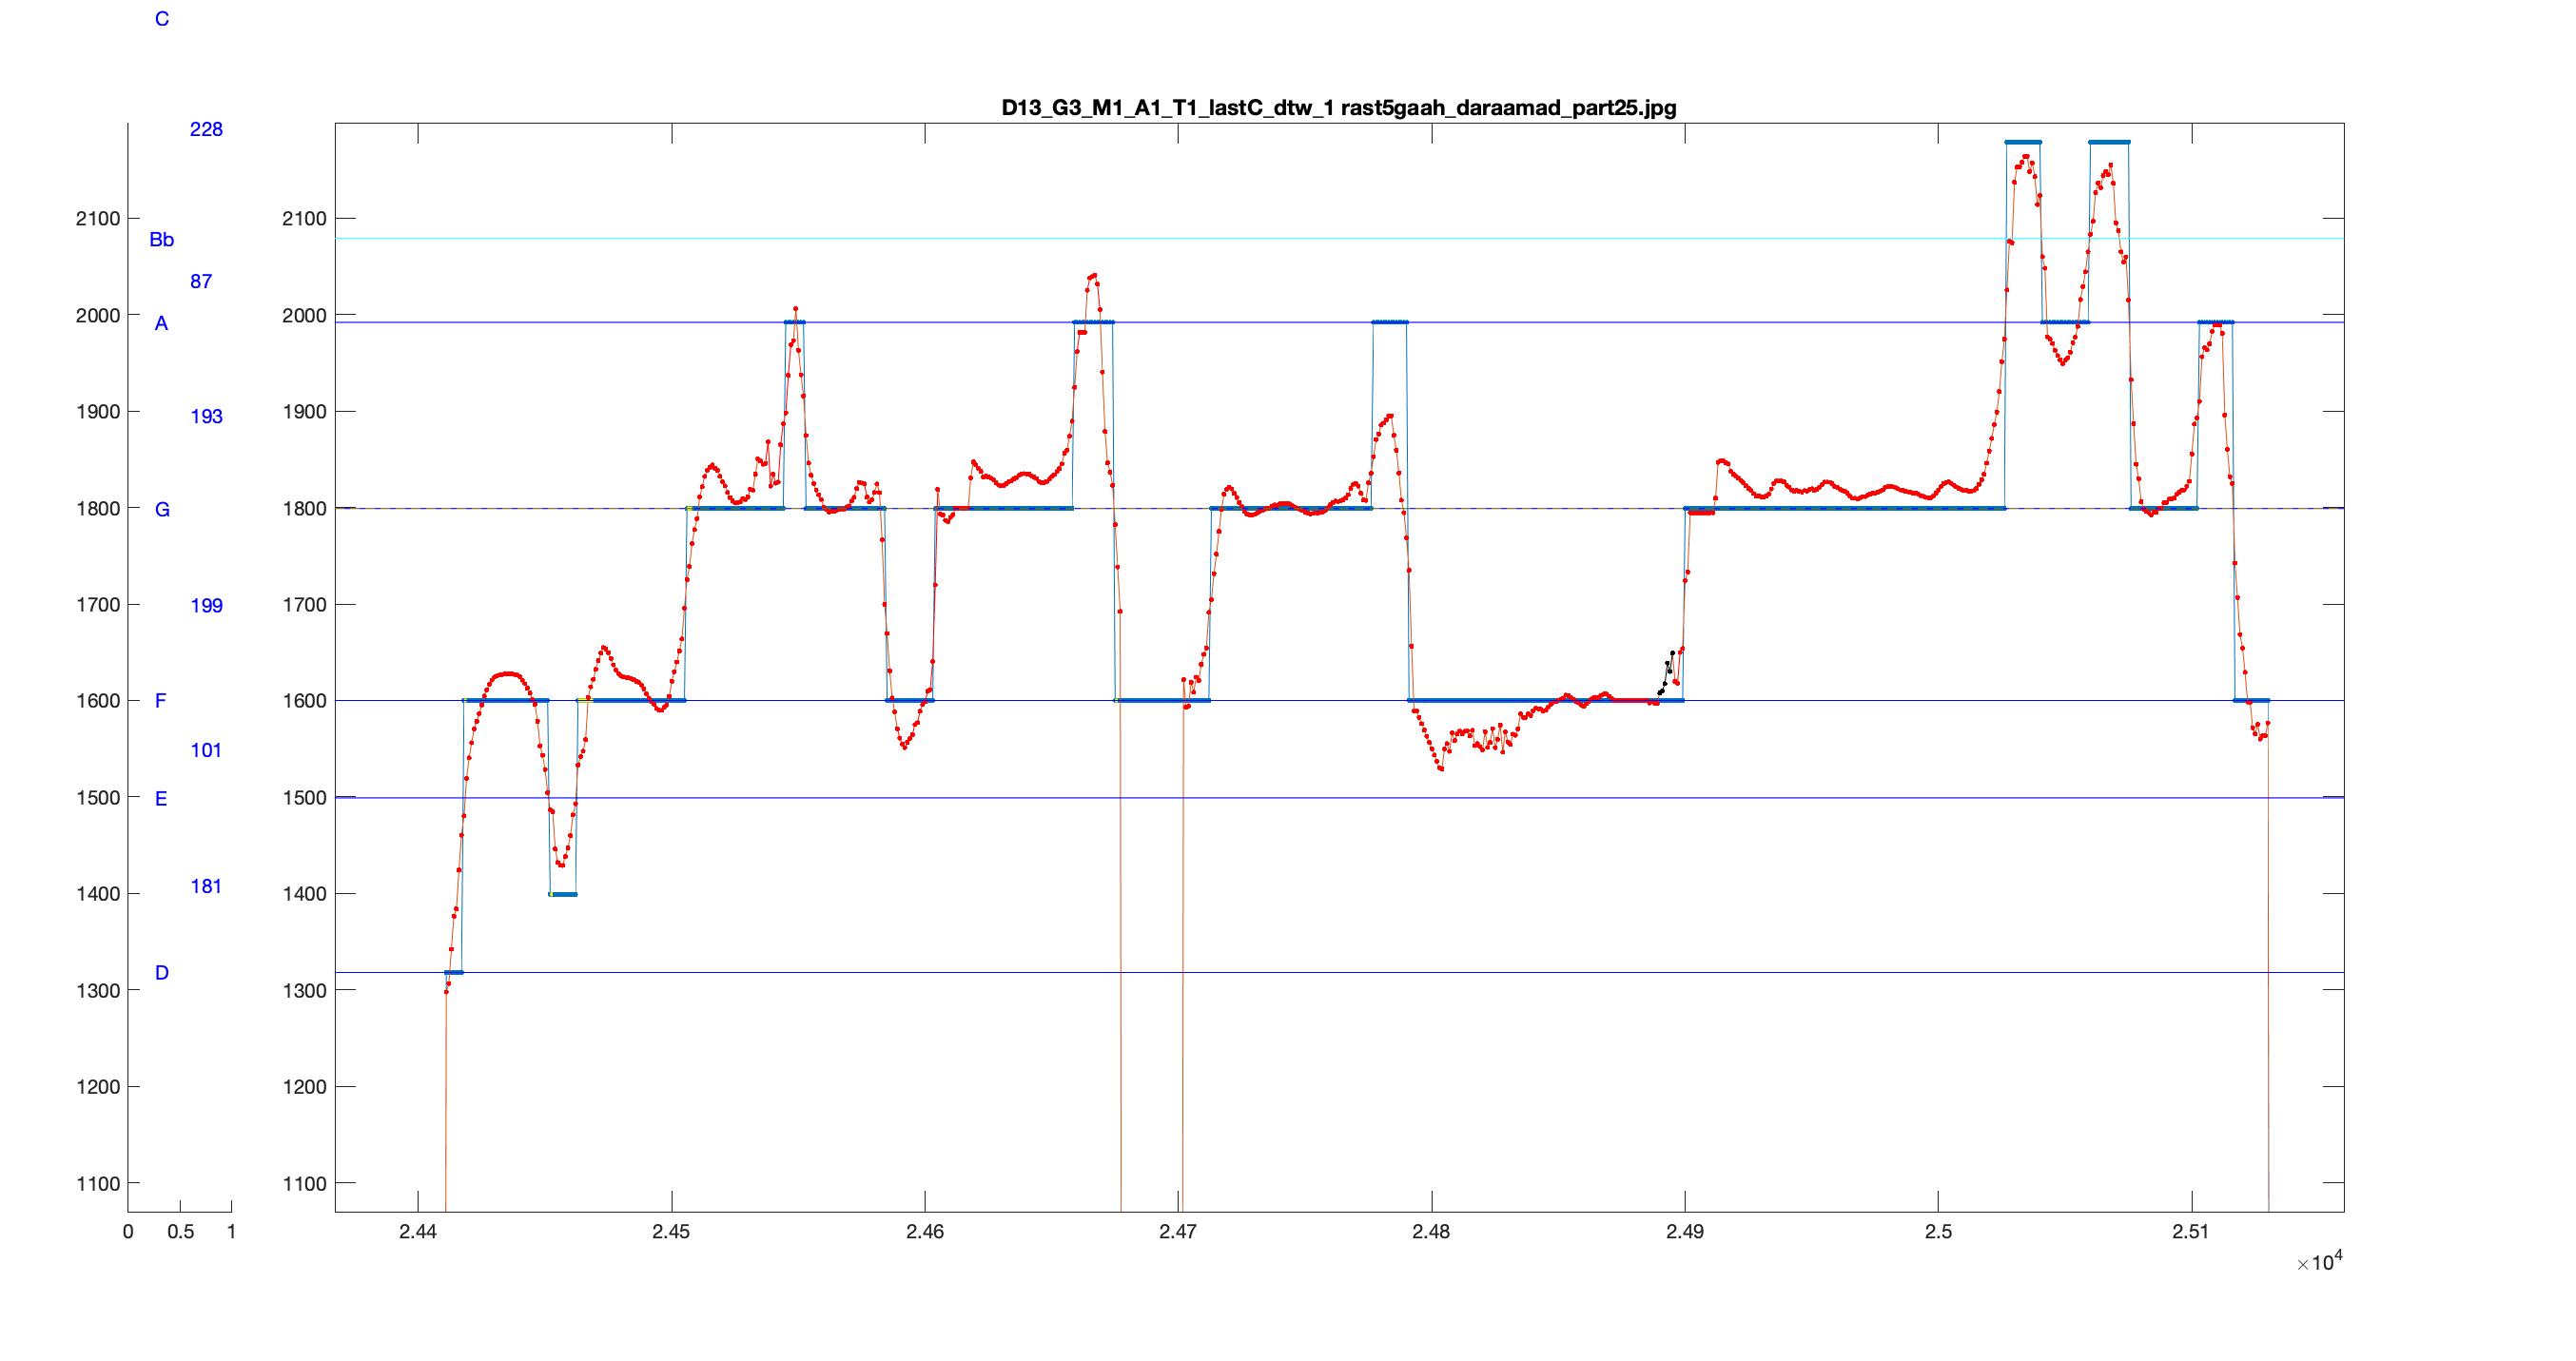 C
D13_G3_M1_A1_T1_lastC_dtw_1 rast5gaah_daraamad_part25.jpg
228
2100 2100
Bb
87
2000 A 2000
1900 193 1900
1800 G 1800
1700 199 1700
1600 F 1600
101
1500 E 1500
1400 181 1400
D
1300 1300
1200 1200
1100 1100
0 0.5 1 2.44 2.45 2.46 2.47 2.48 2.49 2.5 2.51
×10⁴